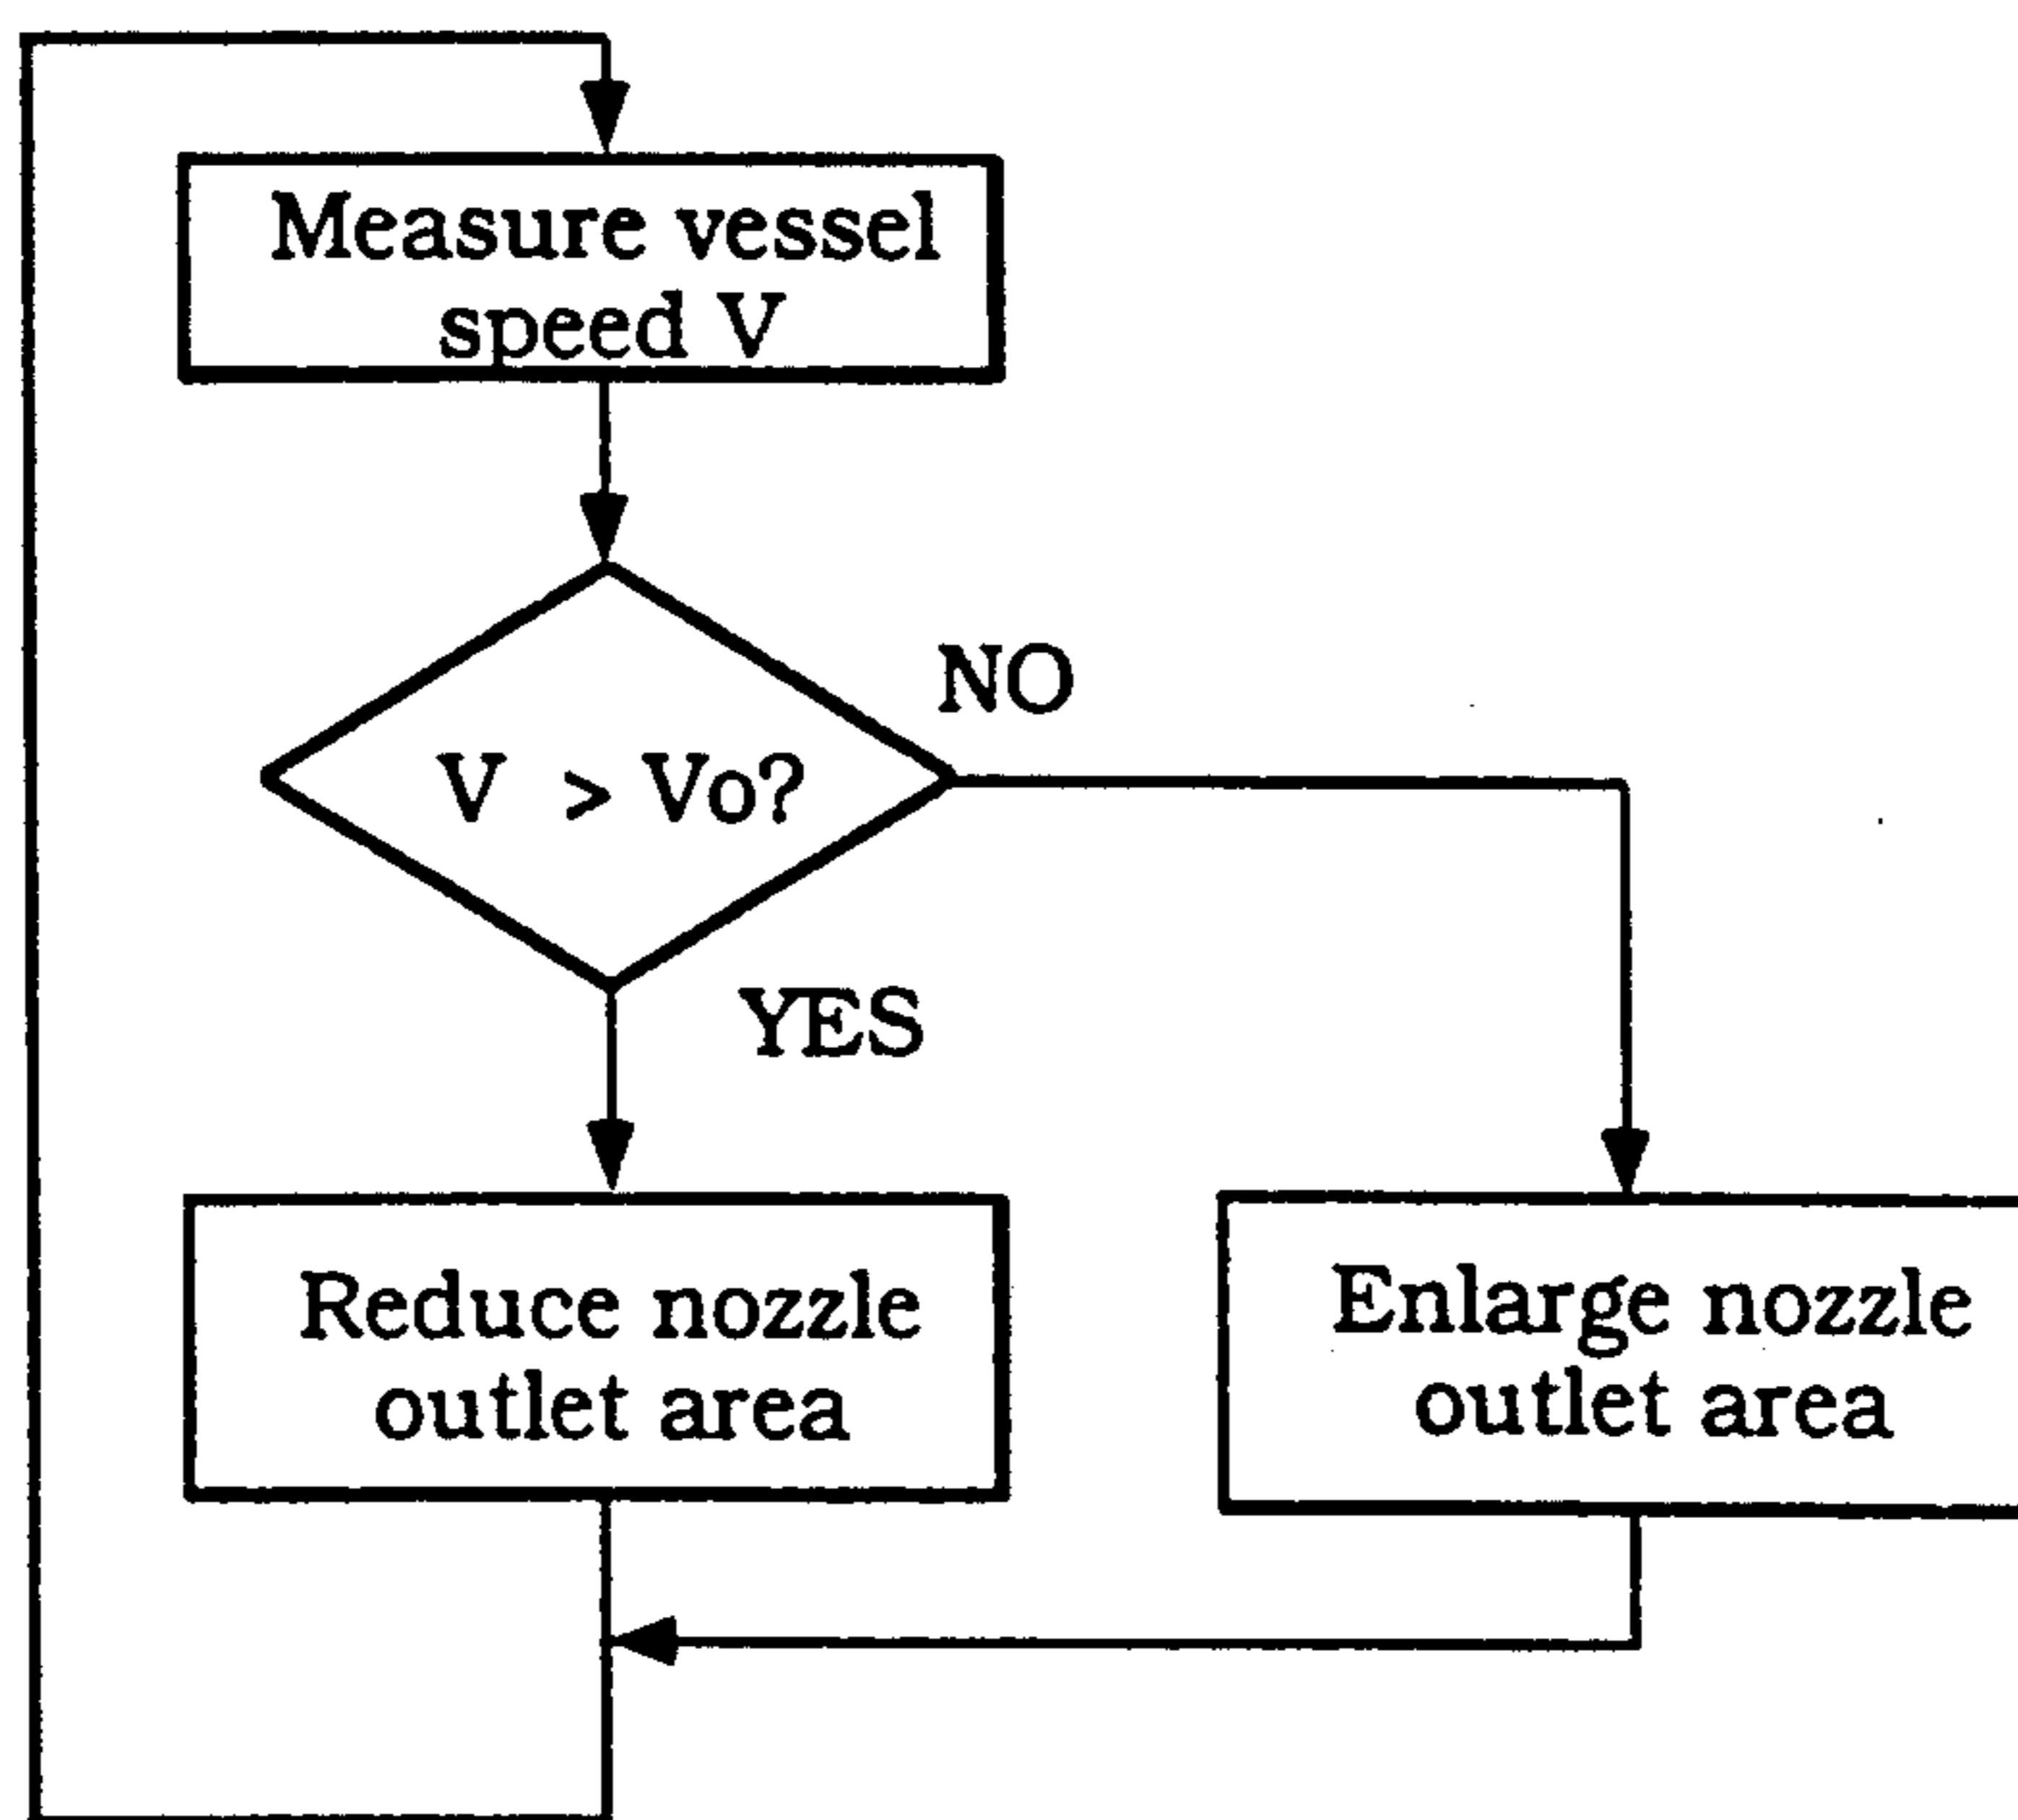 Measure vessel
speed V
NO
V > Vo?
YES
Reduce nozzle
outlet area
Enlarge nozzle
outlet area